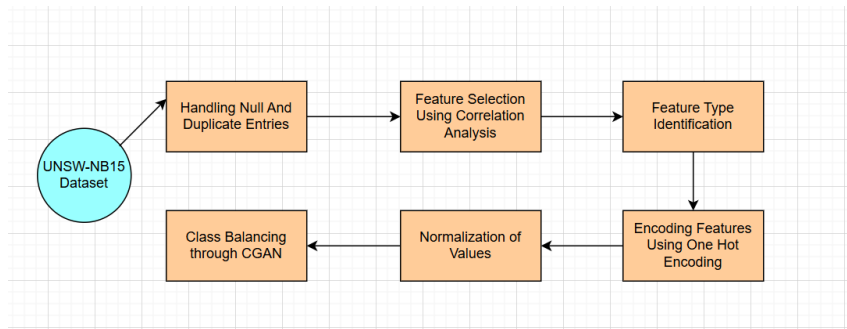 UNSW-NB15
Dataset
Handling Null And
Duplicate Entries
Feature Selection
Using Correlation
Analysis
Feature Type
Identification
Encoding Features
Using One Hot
Encoding
Normalization of
Values
Class Balancing
through CGAN